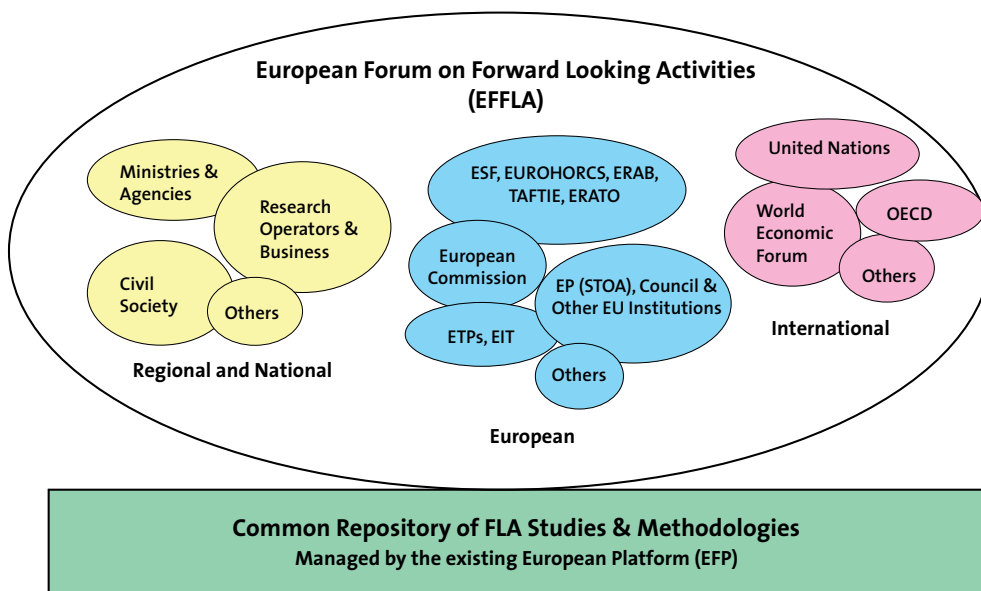 European Forum on Forward Looking Activities
(EFFLA)
Ministries &
Agencies
Research
Operators &
Business
Civil
Society
Others
Regional and National
ESF, EUROHORCS, ERAB,
TAFTIE, ERATO
European
Commission
EP (STOA), Council &
Other EU Institutions
ETPs, EIT
Others
European
United Nations
World
Economic
Forum
OECD
Others
International
Common Repository of FLA Studies & Methodologies
Managed by the existing European Platform (EFP)